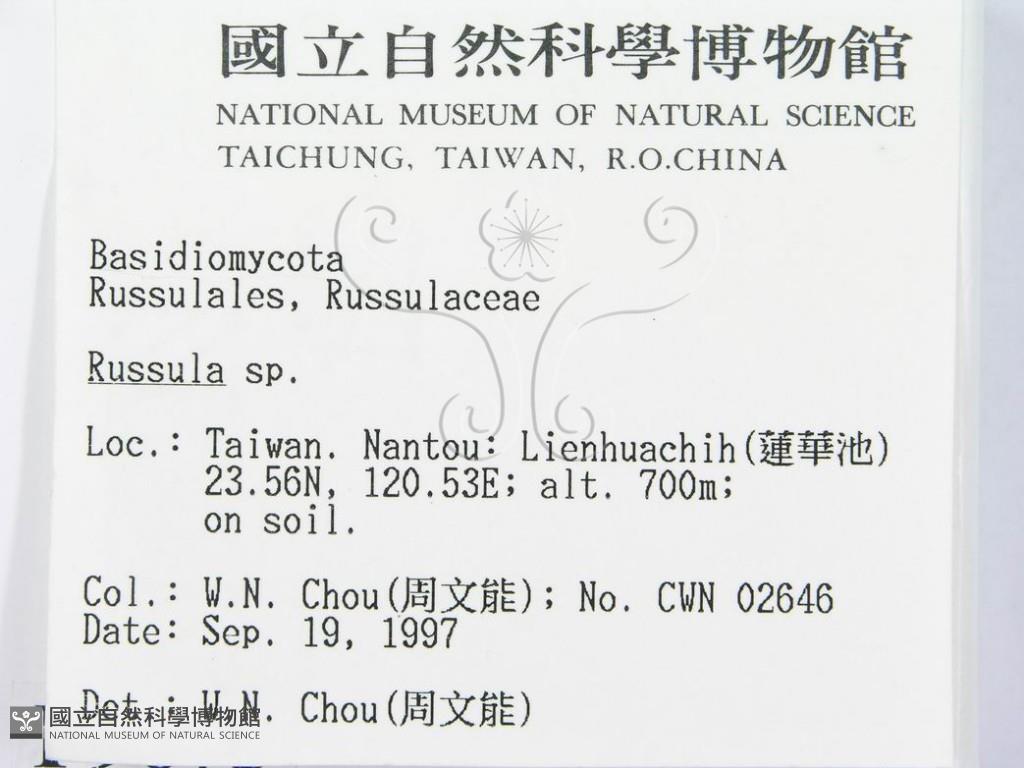 國立自然科學博物館
NATIONAL MUSEUM OF NATURAL SCIENCE
TAICHUNG, TAIWAN, R.O.CHINA
Basidiomycota
Russulales, Russulaceae
Russula sp.
Loc.: Taiwan. Nantou: Lienhuachih(蓮華池)
23.56N, 120.53E; alt. 700m;
on soil.
Col.: W.N. Chou(周文能); No. CWN 02646
Date: Sep. 19, 1997
Det.: W.N. Chou(周文能)
國立自然科學博物館
NATIONAL MUSEUM OF NATURAL SCIENCE